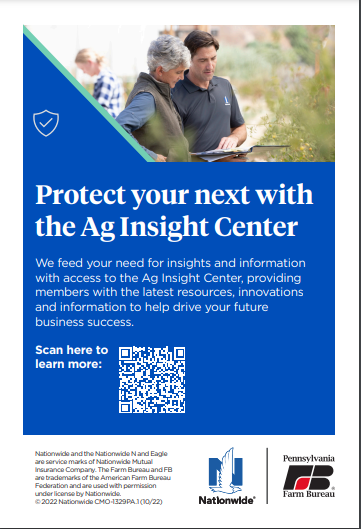 Protect your next with
the Ag Insight Center
We feed your need for insights and information
with access to the Ag Insight Center, providing
members with the latest resources, innovations
and information to help drive your future
business success.
Scan here to
learn more:
Nationwide and the Nationwide N and Eagle
are service marks of Nationwide Mutual
Insurance Company. The Farm Bureau and FB
are trademarks of the American Farm Bureau
Federation and are used with permission
under license by Nationwide.
© 2022 Nationwide CMO-1329PA.1 (10/22)
N
Nationwide®
Pennsylvania
FB
Farm Bureau